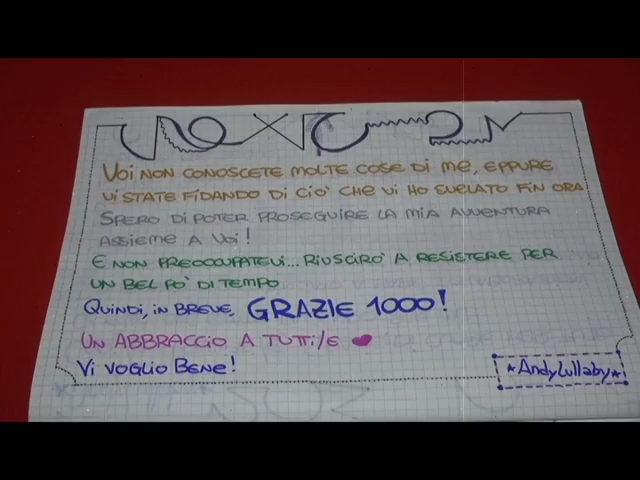 VOI NON CONOSCETE MOLTE COSE DI ME, EPPURE
VI STATE FIDANDO DI CIO' CHE VI HO SVELATO FIN ORA
SPERO DI POTER PROSEGUIRE LA MIA AVVENTURA
ASSIEME A VOI!
E NON PREOCCUPATEVI... RIUSCIRO' A RESISTERE PER
UN BEL PO' DI TEMPO
QUINDI, IN BREVE, GRAZIE 1000!
UN ABBRACCIO A TUTTI/E
VI VOGLIO BENE!
*AndyLullaby*